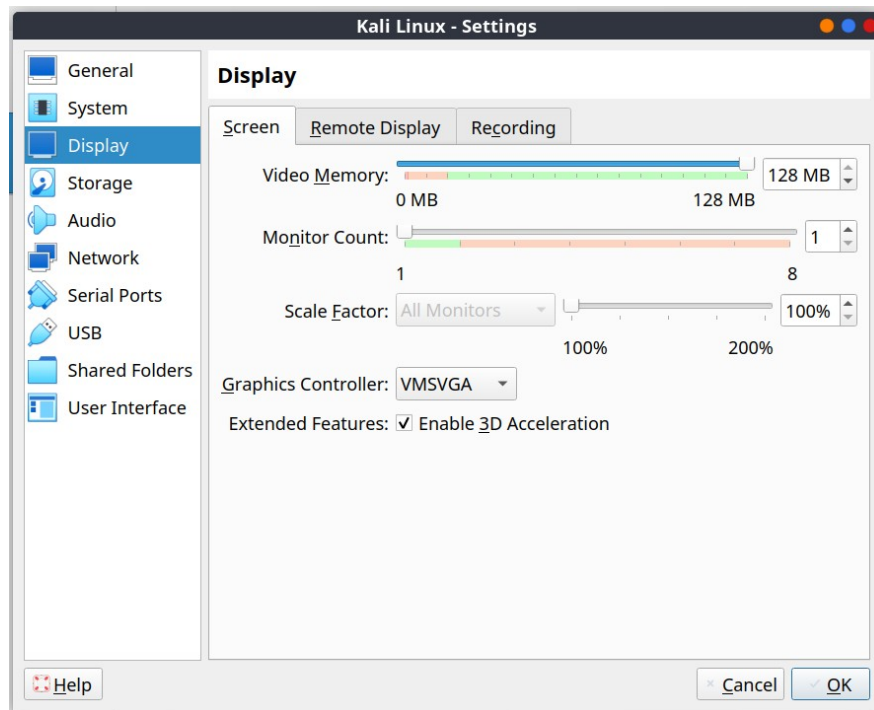 Kali Linux - Settings
General
System
Display
Storage
Audio
Network
Serial Ports
USB
Shared Folders
User Interface
Display
Screen
Remote Display
Recording
Video Memory:
128 MB
0 MB
128 MB
Monitor Count:
1
1
8
Scale Factor:
All Monitors
100%
100%
200%
Graphics Controller:
VMSVGA
Extended Features:
Enable 3D Acceleration
Help
Cancel
OK